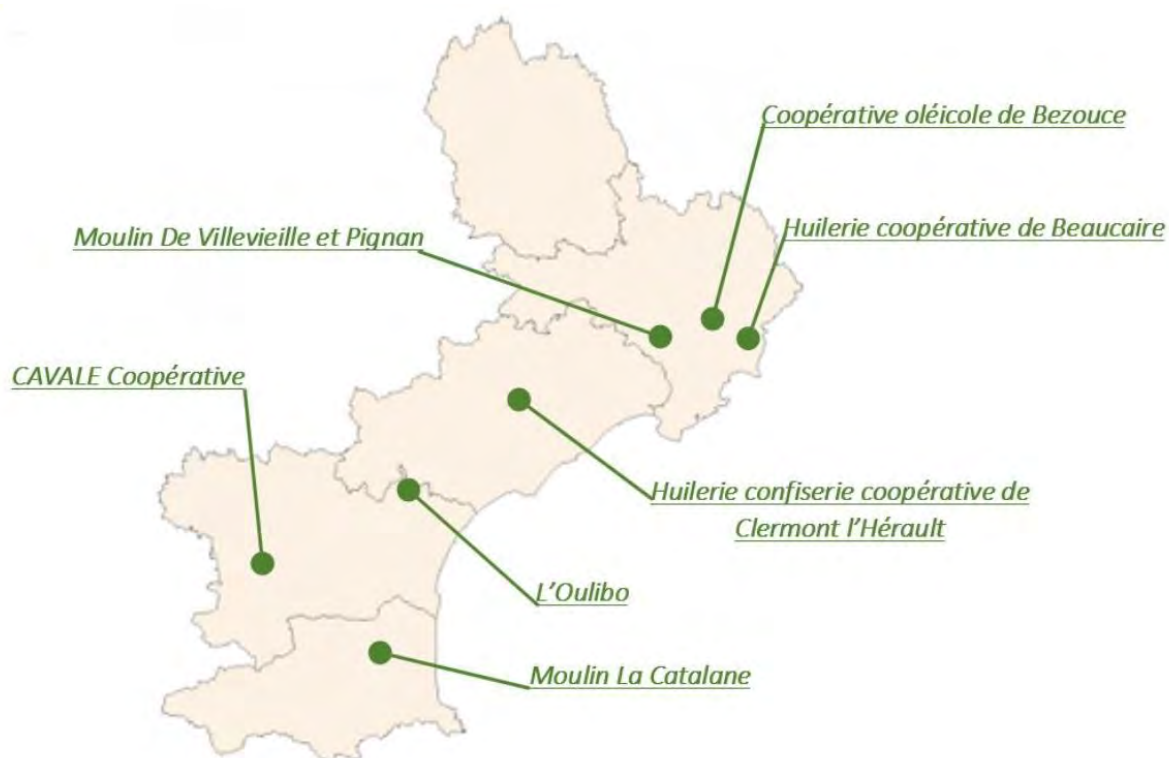 Coopérative oléicole de Bezouce
Moulin De Villevieille et Pignan
Huilerie coopérative de Beaucaire
CAVALE Coopérative
Huilerie confiserie coopérative de
Clermont l'Hérault
L'Oulibo
Moulin La Catalane